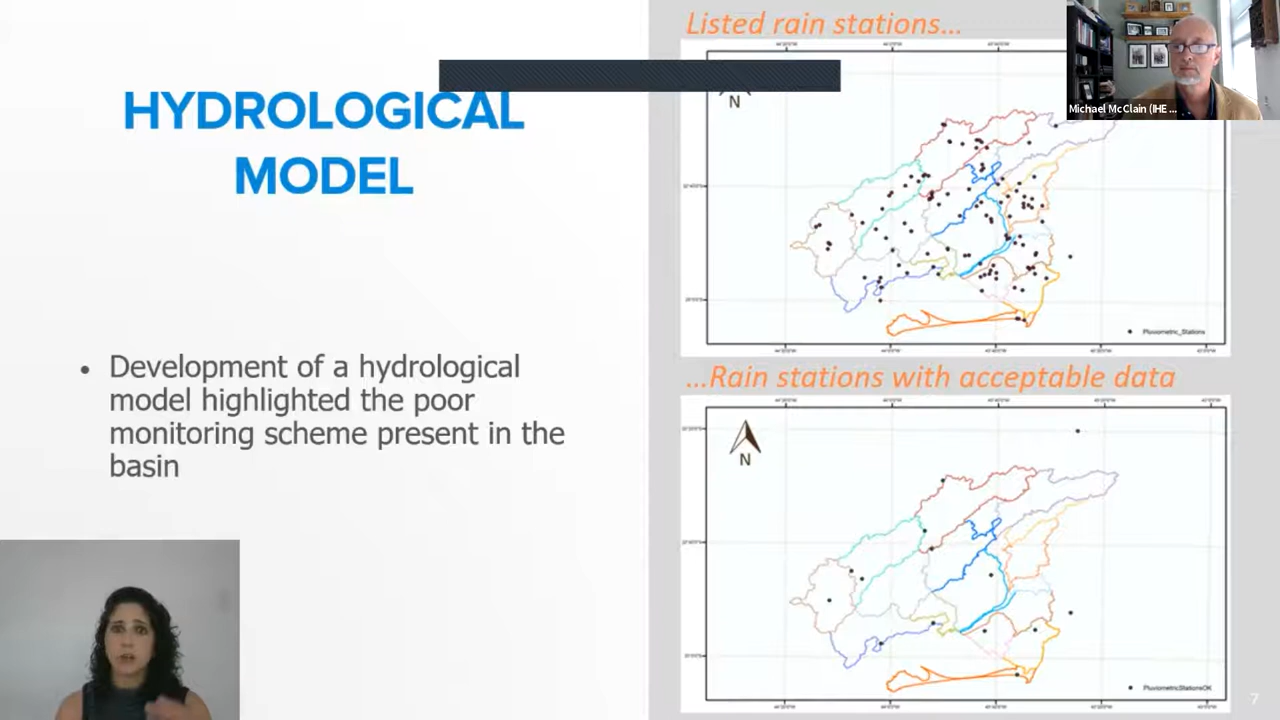 HYDROLOGICAL
MODEL
• Development of a hydrological
model highlighted the poor
monitoring scheme present in the
basin
Listed rain stations...
N
Pluviometric_Stations
...Rain stations with acceptable data
N
PluviometricStationsOK
7
Michael McClain (IHE ...